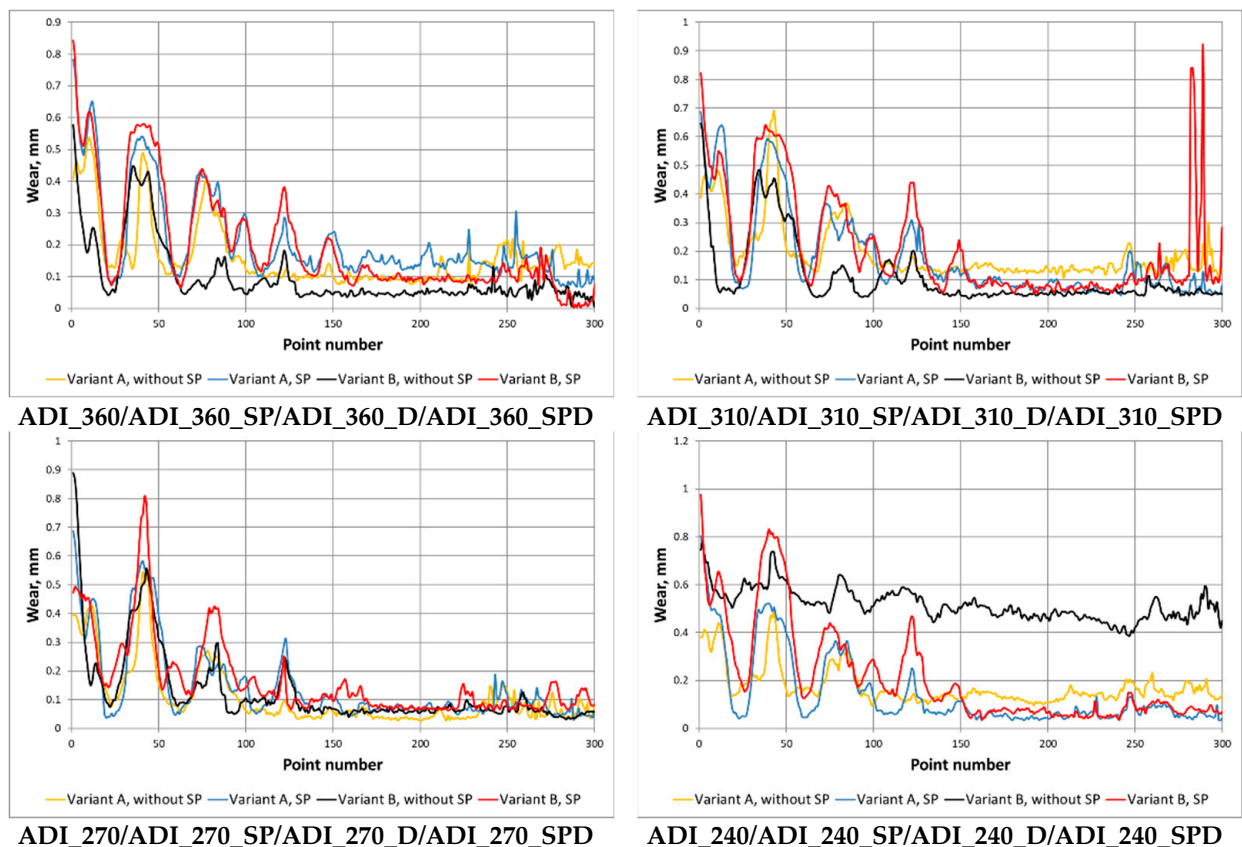 0.9
0.8
0.7
0.6
0.5
0.4
0.3
0.2
0.1
0
Wear, mm
0 50 100 150 200 250 300
Point number
Variant A, without SP Variant A, SP Variant B, without SP Variant B, SP
ADI_360/ADI_360_SP/ADI_360_D/ADI_360_SPD
1
0.9
0.8
0.7
0.6
0.5
0.4
0.3
0.2
0.1
0
Wear, mm
0 50 100 150 200 250 300
Point number
Variant A, without SP Variant A, SP Variant B, without SP Variant B, SP
ADI_310/ADI_310_SP/ADI_310_D/ADI_310_SPD
1
0.9
0.8
0.7
0.6
0.5
0.4
0.3
0.2
0.1
0
Wear, mm
0 50 100 150 200 250 300
Point number
Variant A, without SP Variant A, SP Variant B, without SP Variant B, SP
ADI_270/ADI_270_SP/ADI_270_D/ADI_270_SPD
1.2
1
0.8
0.6
0.4
0.2
0
Wear, mm
0 50 100 150 200 250 300
Point number
Variant A, without SP Variant A, SP Variant B, without SP Variant B, SP
ADI_240/ADI_240_SP/ADI_240_D/ADI_240_SPD